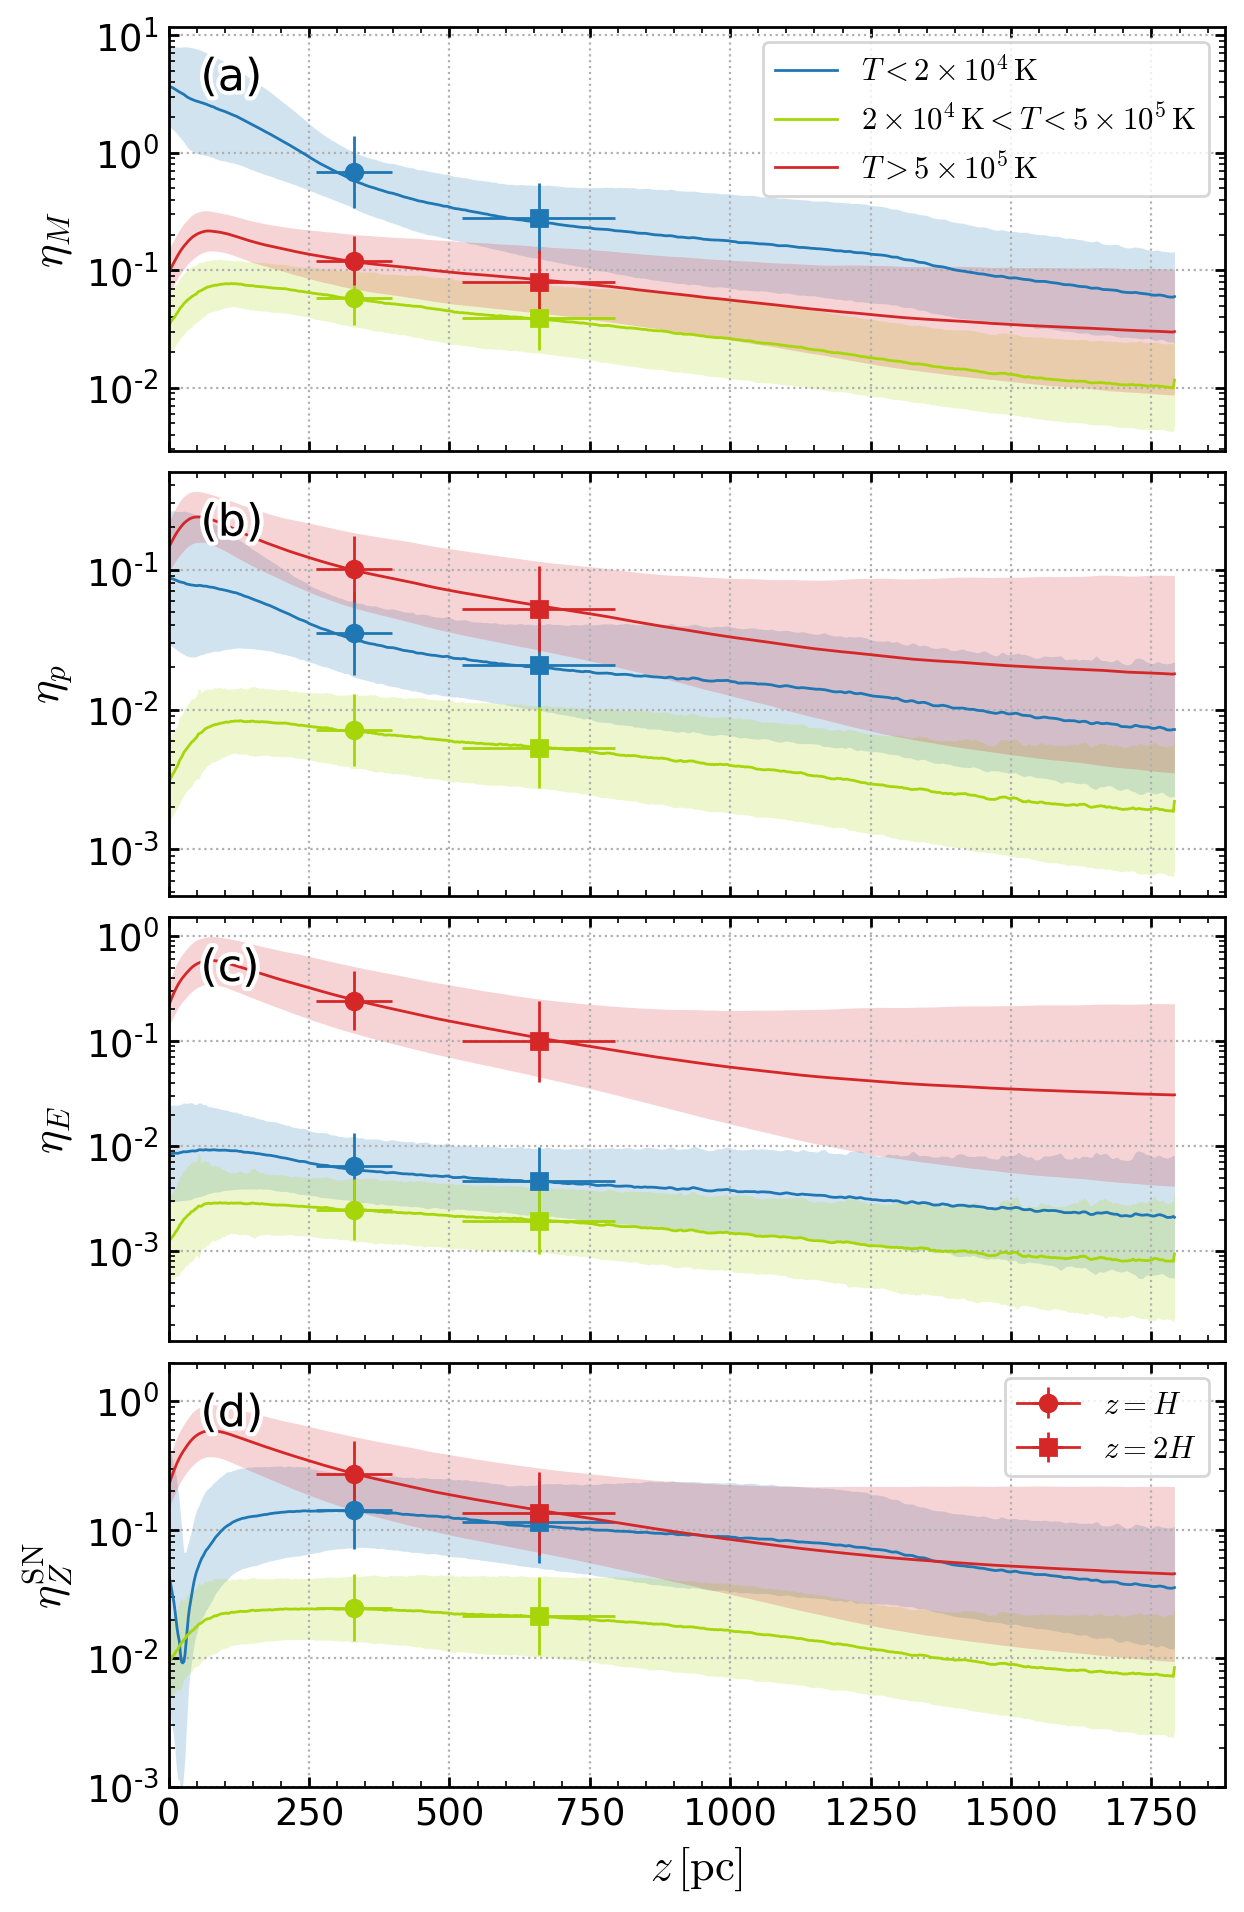 (a)
η_M
10^1
10^0
10^-1
10^-2
T < 2 × 10^4 K
2 × 10^4 K < T < 5 × 10^5 K
T > 5 × 10^5 K
(b)
η_p
10^-1
10^-2
10^-3
(c)
η_E
10^0
10^-1
10^-2
10^-3
(d)
η_Z^SN
10^0
10^-1
10^-2
10^-3
z = H
z = 2H
0 250 500 750 1000 1250 1500 1750
z [pc]